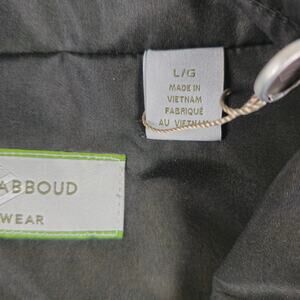 L/G
MADE IN
VIETNAM
FABRIQUÉ
AU VIETNAM
ABBOUD
WEAR